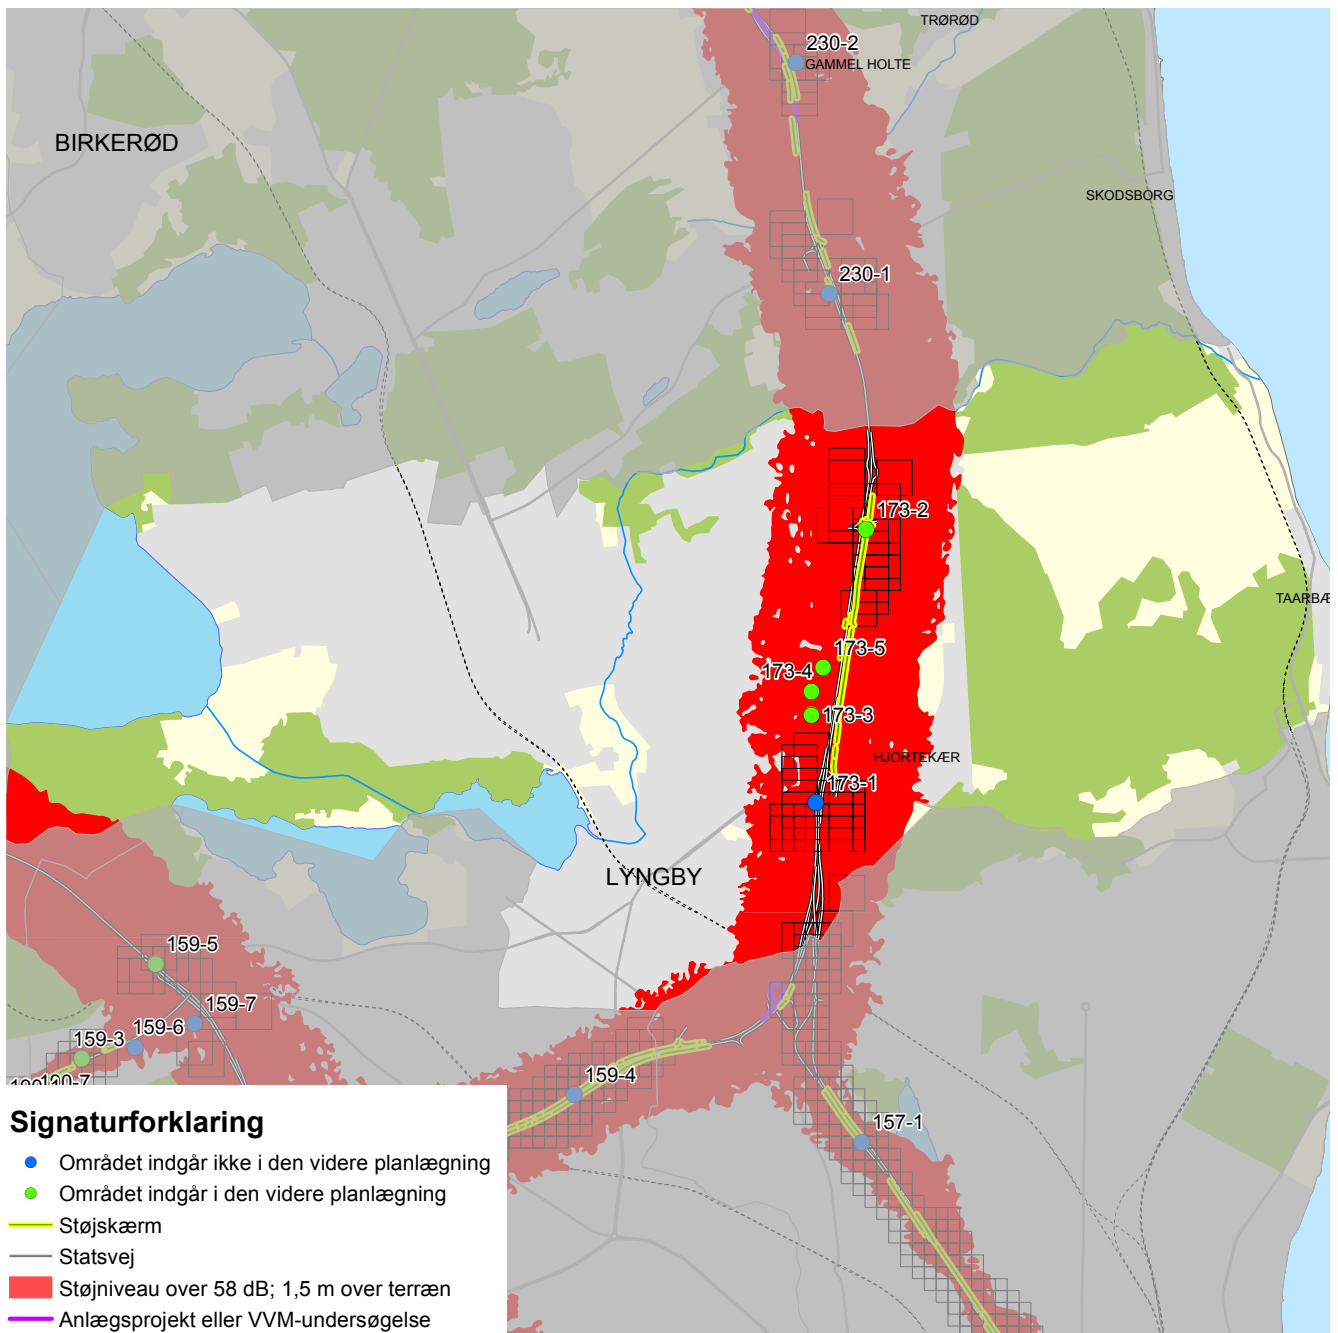 TRØRØD
230-2
GAMMEL HOLTE
BIRKERØD
SKODSBORG
230-1
173-2
TAARBÆ
173-5
173-4
173-3
HJORTEKÆR
173-1
LYNGBY
159-5
159-7
159-6
159-3
159-4
157-1
Signaturforklaring
Området indgår ikke i den videre planlægning
Området indgår i den videre planlægning
Støjskærm
Statsvej
Støjniveau over 58 dB; 1,5 m over terræn
Anlægsprojekt eller VVM-undersøgelse